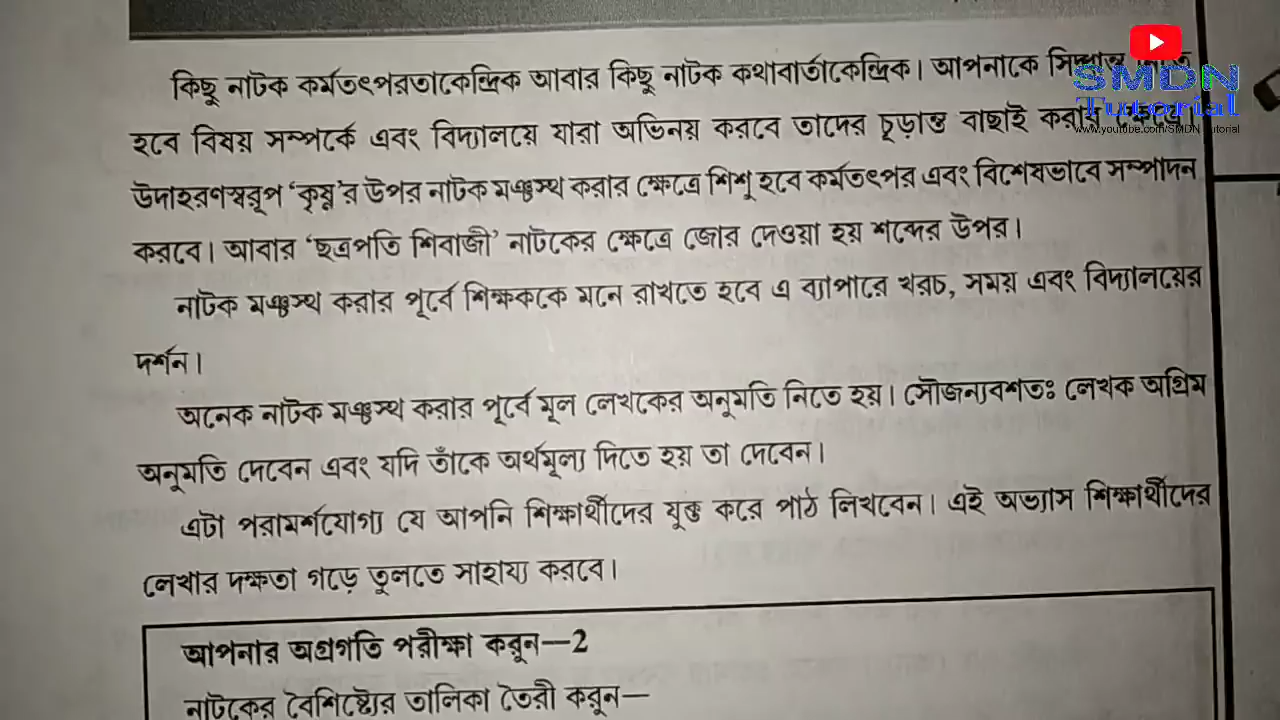 কিছু নাটক কর্মতৎপরতাকেন্দ্রিক আবার কিছু নাটক কথাবার্তাকেন্দ্রিক। আপনাকে সিদ্ধান্ত
SMDN
Tutorial
www.youtube.com/SMDN Tutorial
হবে বিষয় সম্পর্কে এবং বিদ্যালয়ে যারা অভিনয় করবে তাদের চূড়ান্ত বাছাই করার
উদাহরণস্বরূপ ‘কৃষ্ণ’র উপর নাটক মঞ্চস্থ করার ক্ষেত্রে শিশু হবে কর্মতৎপর এবং বিশেষভাবে সম্পাদন
করবে। আবার ‘ছত্রপতি শিবাজী’ নাটকের ক্ষেত্রে জোর দেওয়া হয় শব্দের উপর।
নাটক মঞ্চস্থ করার পূর্বে শিক্ষককে মনে রাখতে হবে এ ব্যাপারে খরচ, সময় এবং বিদ্যালয়ের
দর্শন।
অনেক নাটক মঞ্চস্থ করার পূর্বে মূল লেখকের অনুমতি নিতে হয়। সৌজন্যবশতঃ লেখক অগ্রিম
অনুমতি দেবেন এবং যদি তাঁকে অর্থমূল্য দিতে হয় তা দেবেন।
এটা পরামর্শযোগ্য যে আপনি শিক্ষার্থীদের যুক্ত করে পাঠ লিখবেন। এই অভ্যাস শিক্ষার্থীদের
লেখার দক্ষতা গড়ে তুলতে সাহায্য করবে।
আপনার অগ্রগতি পরীক্ষা করুন—2
নাটকের বৈশিষ্ট্যের তালিকা তৈরী করুন—